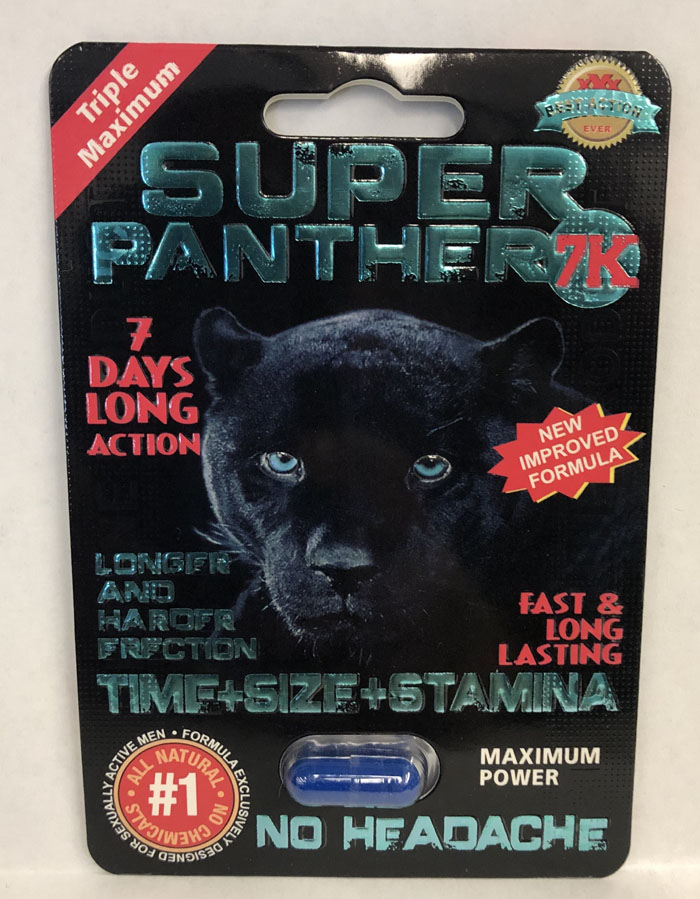 Triple
Maximum
XXX
BEST ACTION
EVER
SUPER
PANTHER 7K
7
DAYS
LONG
ACTION
NEW
IMPROVED
FORMULA
LONGER
AND
HARDER
ERECTION
FAST &
LONG
LASTING
TIME+SIZE+STAMINA
FORMULA EXCLUSIVELY DESIGNED FOR SEXUALLY ACTIVE MEN •
ALL NATURAL • NO CHEMICALS •
#1
MAXIMUM
POWER
NO HEADACHE